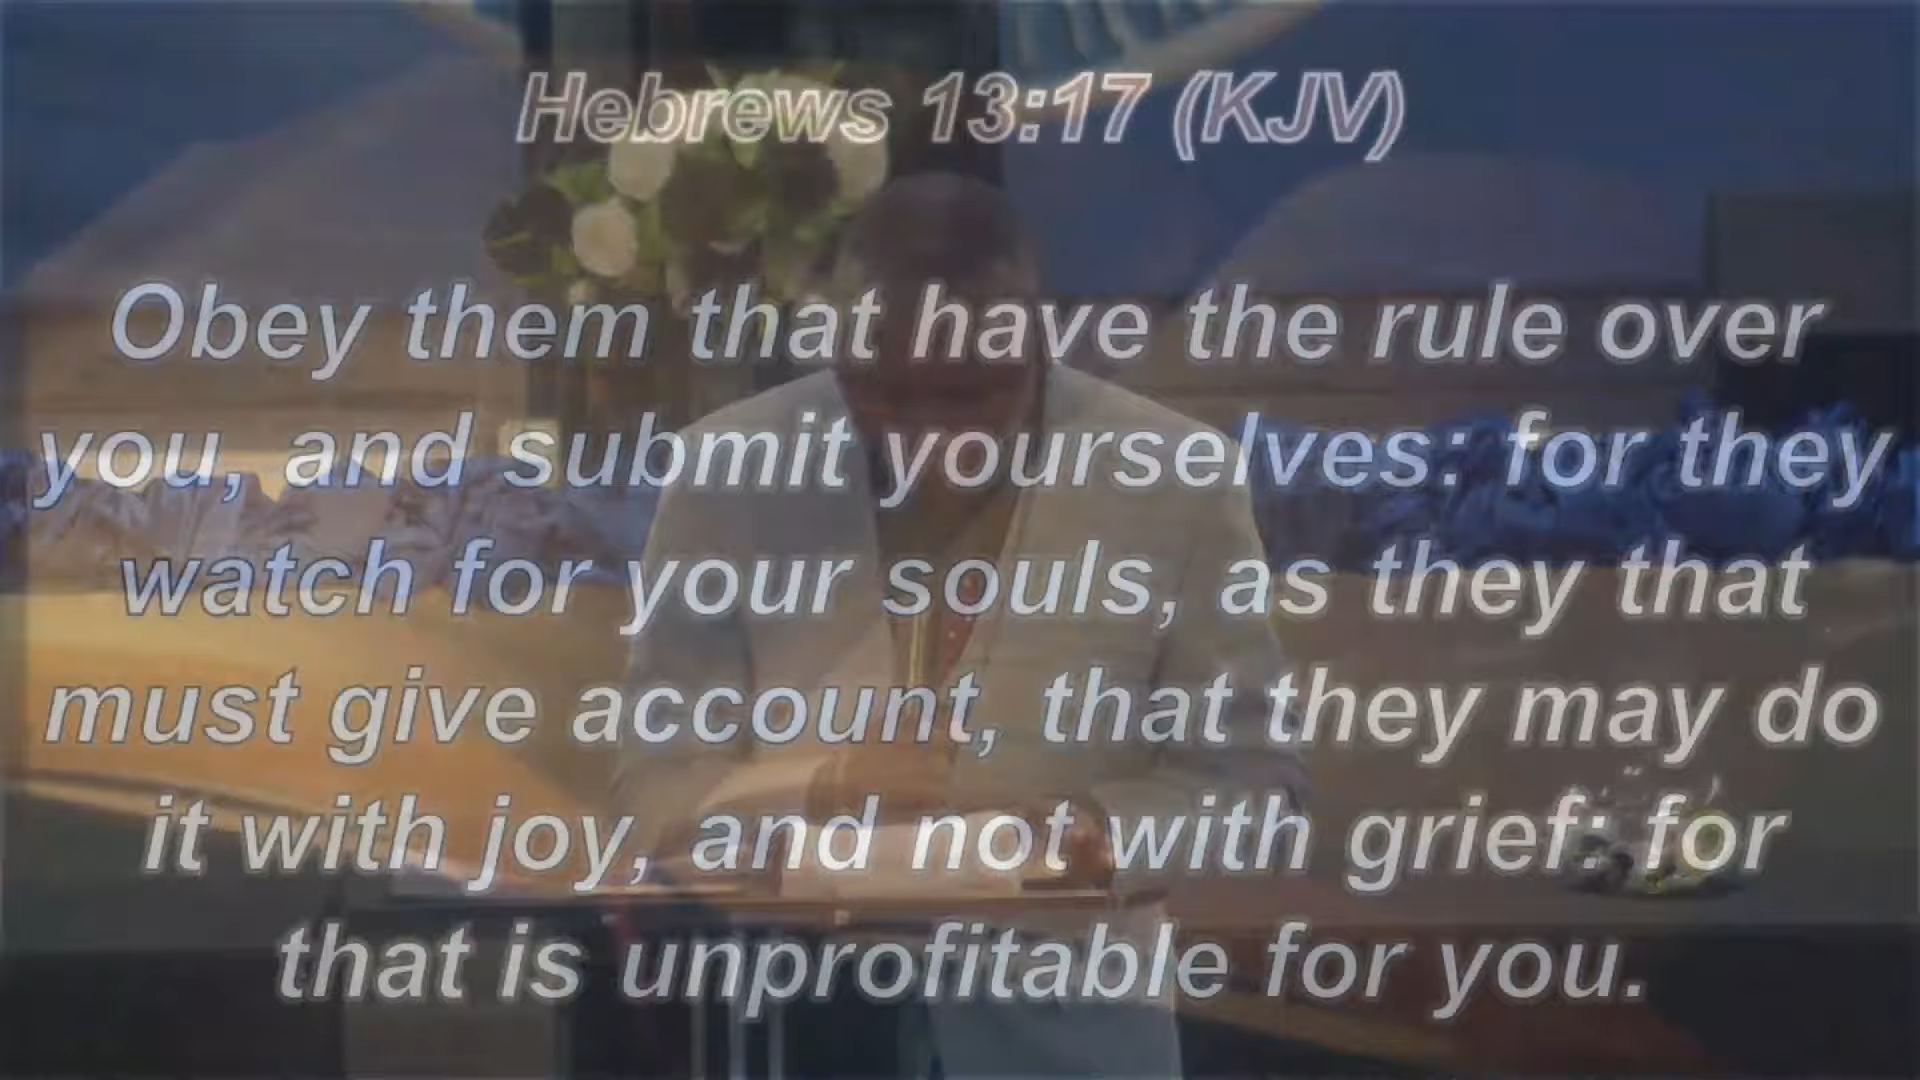 Hebrews 13:17 (KJV)
Obey them that have the rule over
you, and submit yourselves: for they
watch for your souls, as they that
must give account, that they may do
it with joy, and not with grief: for
that is unprofitable for you.